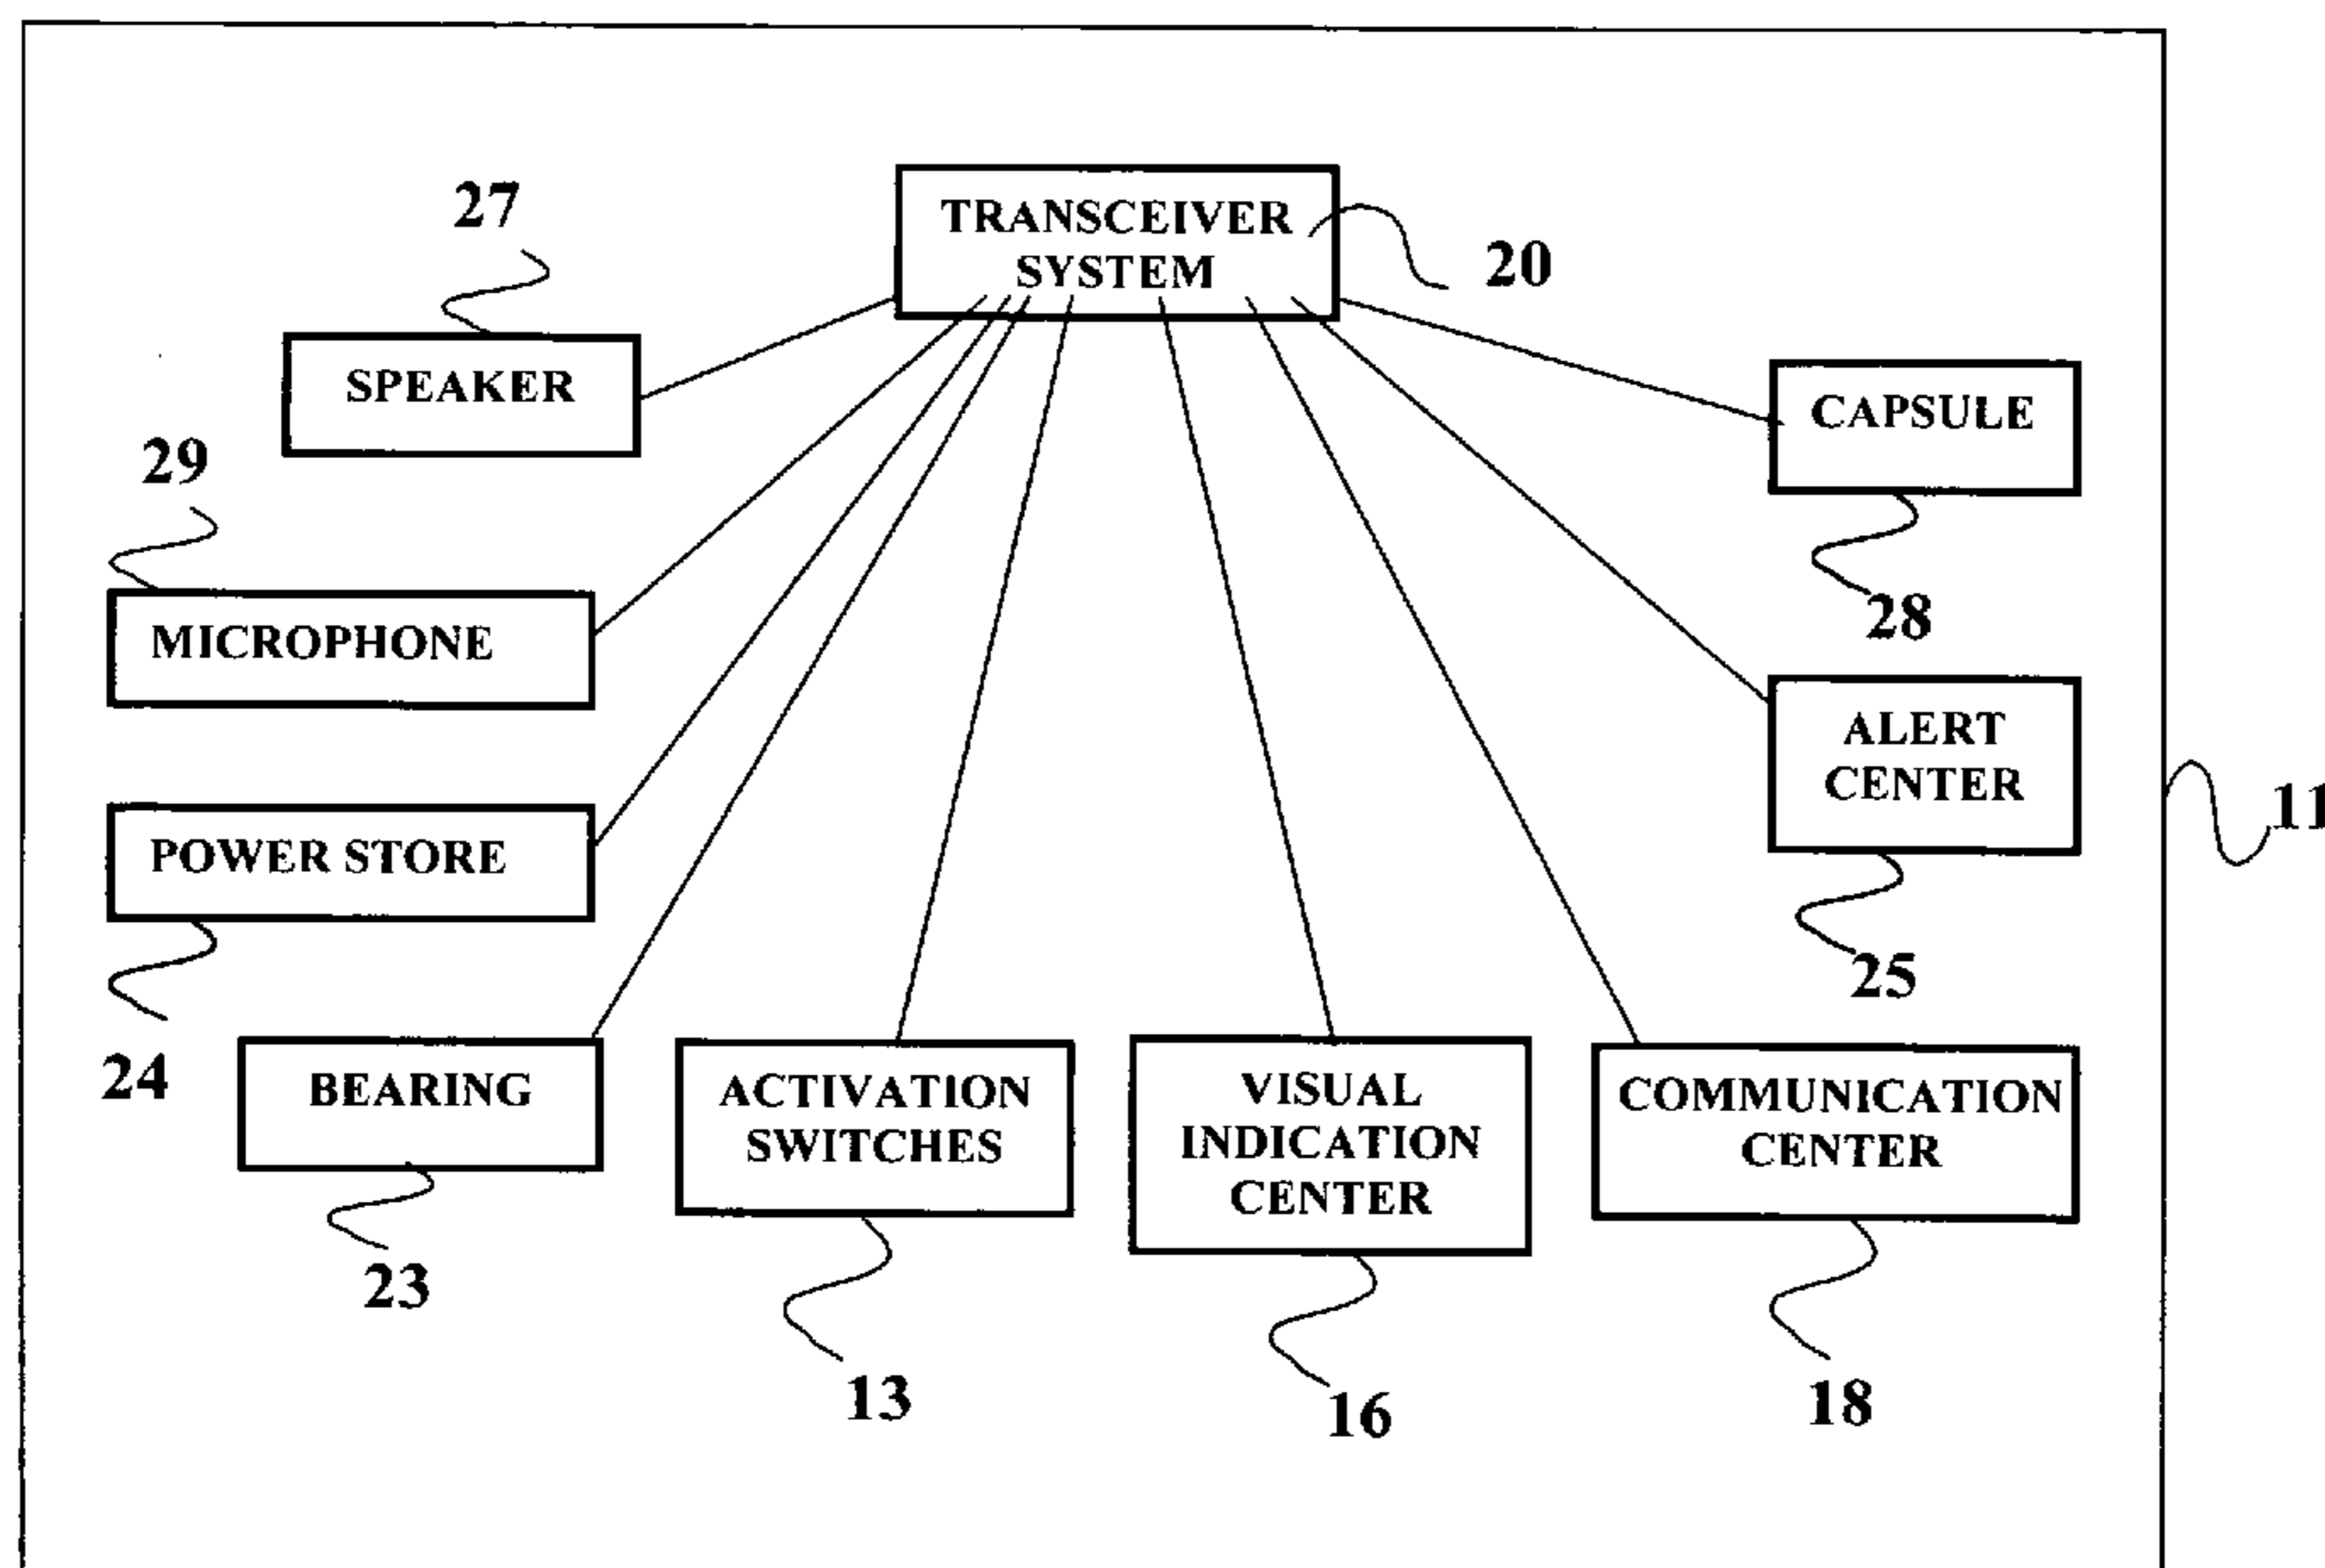 27
TRANSCEIVER
SYSTEM
20
SPEAKER
CAPSULE
29
28
MICROPHONE
ALERT
CENTER
11
POWER STORE
25
24
BEARING
23
ACTIVATION
SWITCHES
13
VISUAL
INDICATION
CENTER
16
COMMUNICATION
CENTER
18